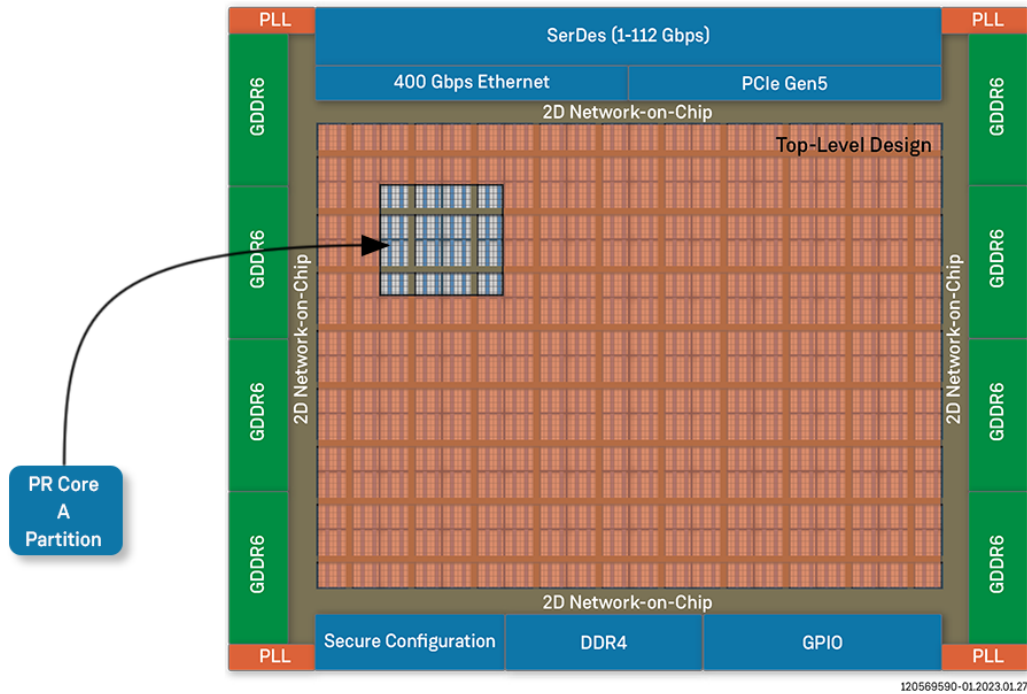 PLL
SerDes (1-112 Gbps)
PLL
400 Gbps Ethernet
PCIe Gen5
2D Network-on-Chip
Top-Level Design
GDDR6
GDDR6
GDDR6
GDDR6
2D Network-on-Chip
2D Network-on-Chip
GDDR6
GDDR6
GDDR6
GDDR6
PR Core
A
Partition
2D Network-on-Chip
Secure Configuration
DDR4
GPIO
PLL
PLL
120569590-01.2023.01.27